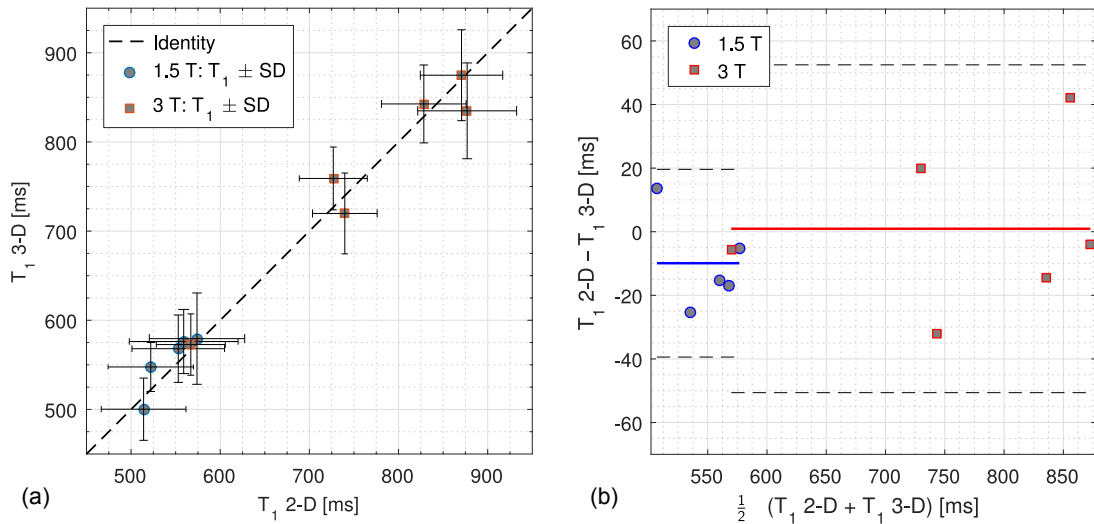 Identity
1.5 T: T1 ± SD
3 T: T1 ± SD
900
800
700
600
500
T1 3-D [ms]
500 600 700 800 900
T1 2-D [ms]
(a)
1.5 T
3 T
60
40
20
0
-20
-40
-60
T1 2-D − T1 3-D [ms]
550 600 650 700 750 800 850
1/2 (T1 2-D + T1 3-D) [ms]
(b)